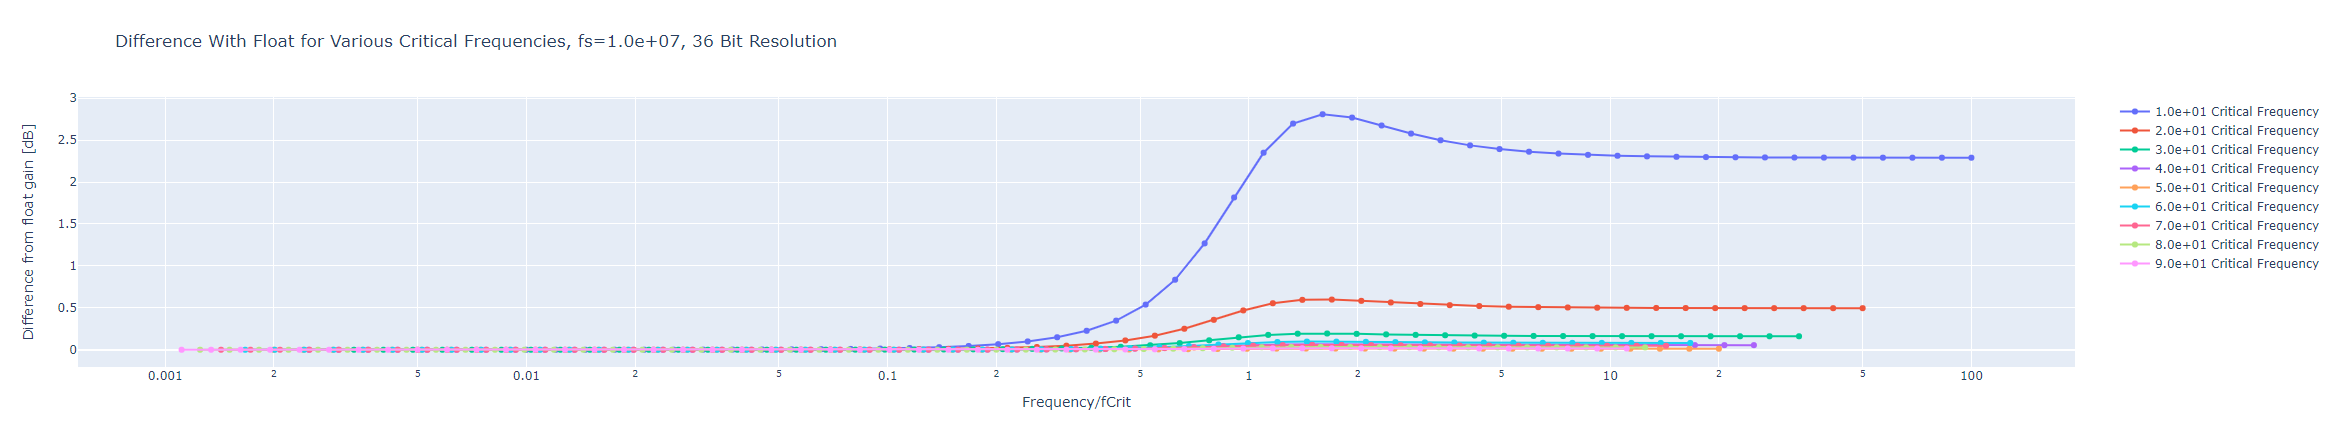 Difference With Float for Various Critical Frequencies, fs=1.0e+07, 36 Bit Resolution
Difference from float gain [dB]
3
2.5
2
1.5
1
0.5
0
0.001 2 5 0.01 2 5 0.1 2 5 1 2 5 10 2 5 100
Frequency/fCrit
1.0e+01 Critical Frequency
2.0e+01 Critical Frequency
3.0e+01 Critical Frequency
4.0e+01 Critical Frequency
5.0e+01 Critical Frequency
6.0e+01 Critical Frequency
7.0e+01 Critical Frequency
8.0e+01 Critical Frequency
9.0e+01 Critical Frequency